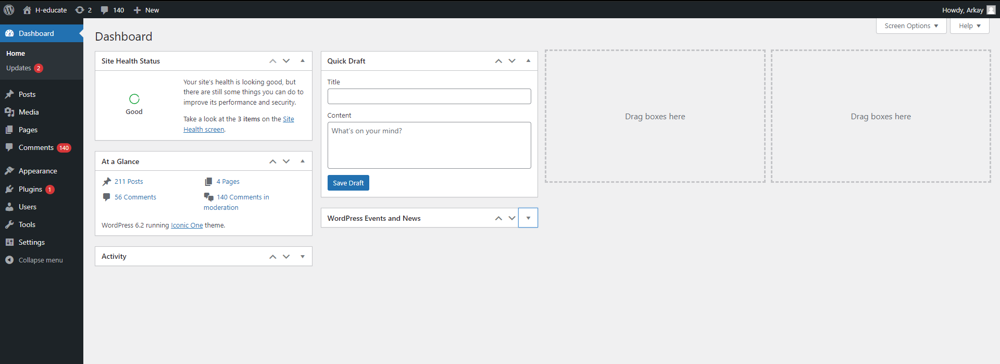 H-educate 2 140 New
Howdy, Arkay
Dashboard
Home
Updates 2
Posts
Media
Pages
Comments 140
Appearance
Plugins 1
Users
Tools
Settings
Collapse menu
Screen Options
Help
Dashboard
Site Health Status
Good
Your site's health is looking good, but
there are still some things you can do to
improve its performance and security.
Take a look at the 3 items on the Site
Health screen.
At a Glance
211 Posts
4 Pages
56 Comments
140 Comments in
moderation
WordPress 6.2 running Iconic One theme.
Activity
Quick Draft
Title
Content
What's on your mind?
Save Draft
WordPress Events and News
Drag boxes here
Drag boxes here